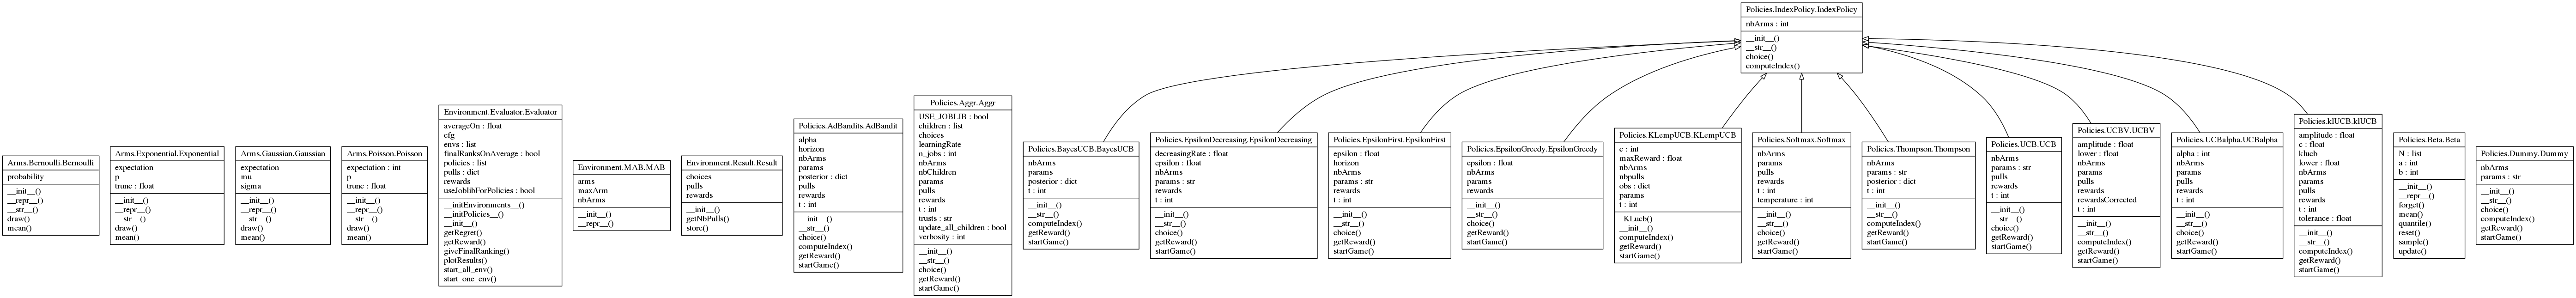 Policies.IndexPolicy.IndexPolicy
nbArms : int
__init__()
__str__()
choice()
computeIndex()
Arms.Bernoulli.Bernoulli
probability
__init__()
__repr__()
__str__()
draw()
mean()
Arms.Exponential.Exponential
expectation
p
trunc : float
__init__()
__repr__()
__str__()
draw()
mean()
Arms.Gaussian.Gaussian
expectation
mu
sigma
__init__()
__repr__()
__str__()
draw()
mean()
Arms.Poisson.Poisson
expectation : int
p
trunc : float
__init__()
__repr__()
__str__()
draw()
mean()
Environment.Evaluator.Evaluator
averageOn : float
cfg
envs : list
finalRanksOnAverage : bool
policies : list
pulls : dict
rewards
useJoblibForPolicies : bool
__initEnvironments__()
__initPolicies__()
__init__()
getRegret()
getReward()
giveFinalRanking()
plotResults()
start_all_env()
start_one_env()
Environment.MAB.MAB
arms
maxArm
nbArms
__init__()
__repr__()
Environment.Result.Result
choices
pulls
rewards
__init__()
getNbPulls()
store()
Policies.AdBandits.AdBandit
alpha
horizon
nbArms
params
posterior : dict
pulls
rewards
t : int
__init__()
__str__()
choice()
computeIndex()
getReward()
startGame()
Policies.Aggr.Aggr
USE_JOBLIB : bool
children : list
choices
learningRate
n_jobs : int
nbArms
nbChildren
params
pulls
rewards
t : int
trusts : str
update_all_children : bool
verbosity : int
__init__()
__str__()
choice()
getReward()
startGame()
Policies.BayesUCB.BayesUCB
nbArms
params
posterior : dict
t : int
__init__()
__str__()
computeIndex()
getReward()
startGame()
Policies.EpsilonDecreasing.EpsilonDecreasing
decreasingRate : float
epsilon : float
nbArms
params : str
rewards
t : int
__init__()
__str__()
choice()
getReward()
startGame()
Policies.EpsilonFirst.EpsilonFirst
epsilon : float
horizon
nbArms
params : str
rewards
t : int
__init__()
__str__()
choice()
getReward()
startGame()
Policies.EpsilonGreedy.EpsilonGreedy
epsilon : float
nbArms
params : str
rewards
t : int
__init__()
__str__()
choice()
getReward()
startGame()
Policies.KLempUCB.KLempUCB
c : int
maxReward : float
nbArms
nbpulls
obs : dict
params
t : int
_KLucb()
__init__()
computeIndex()
getReward()
startGame()
Policies.Softmax.Softmax
nbArms
params
pulls
rewards
t : int
temperature : int
__init__()
__str__()
choice()
getReward()
startGame()
Policies.Thompson.Thompson
nbArms
params : str
posterior : dict
t : int
__init__()
__str__()
computeIndex()
getReward()
startGame()
Policies.UCB.UCB
nbArms
params : str
pulls
rewards
t : int
__init__()
__str__()
choice()
getReward()
startGame()
Policies.UCBV.UCBV
amplitude : float
lower : float
nbArms
params
pulls
rewards
rewardsCorrected
t : int
__init__()
__str__()
computeIndex()
getReward()
startGame()
Policies.UCBalpha.UCBalpha
alpha : int
nbArms
params
pulls
rewards
t : int
__init__()
__str__()
choice()
getReward()
startGame()
Policies.klUCB.klUCB
amplitude : float
c : float
klucb
lower : float
nbArms
params
pulls
rewards
t : int
tolerance : float
__init__()
__str__()
computeIndex()
getReward()
startGame()
Policies.Beta.Beta
N : list
a : int
b : int
__init__()
__repr__()
forget()
mean()
quantile()
reset()
sample()
update()
Policies.Dummy.Dummy
nbArms
params : str
__init__()
__str__()
choice()
computeIndex()
getReward()
startGame()